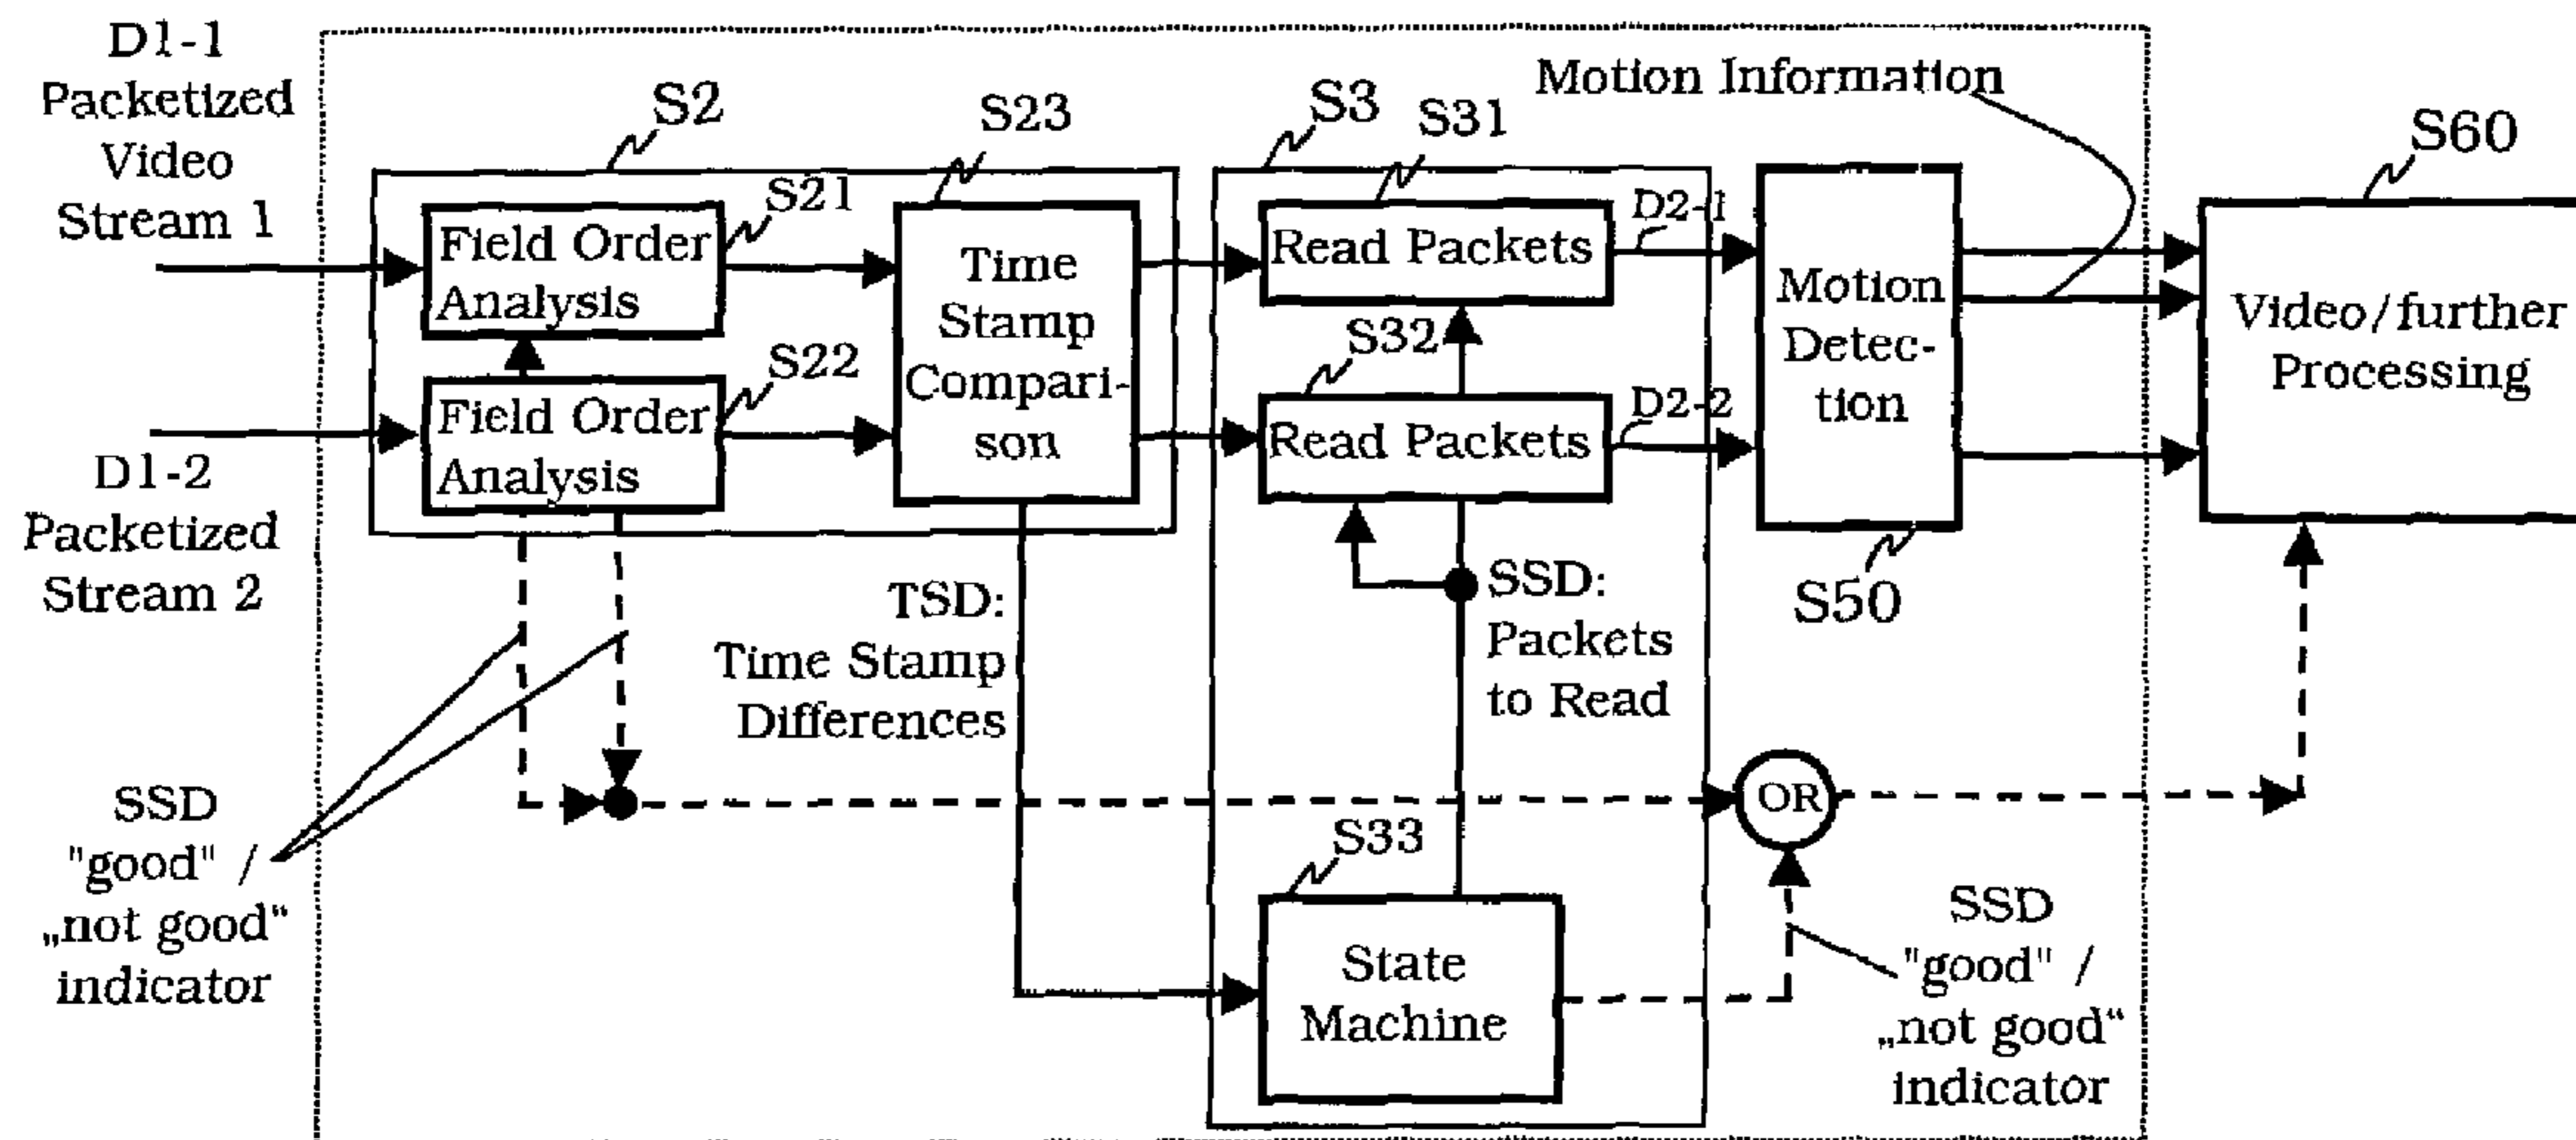 D1-1
Packetized
Video
Stream 1
D1-2
Packetized
Stream 2
SSD
"good" /
„not good“
indicator
S2
S21
Field Order
Analysis
S22
Field Order
Analysis
S23
Time
Stamp
Compari-
son
TSD:
Time Stamp
Differences
S3
S31
Read Packets
D2-1
S32
Read Packets
D2-2
SSD:
Packets
to Read
S33
State
Machine
Motion Information
Motion
Detec-
tion
S50
OR
SSD
"good" /
„not good“
indicator
S60
Video/further
Processing